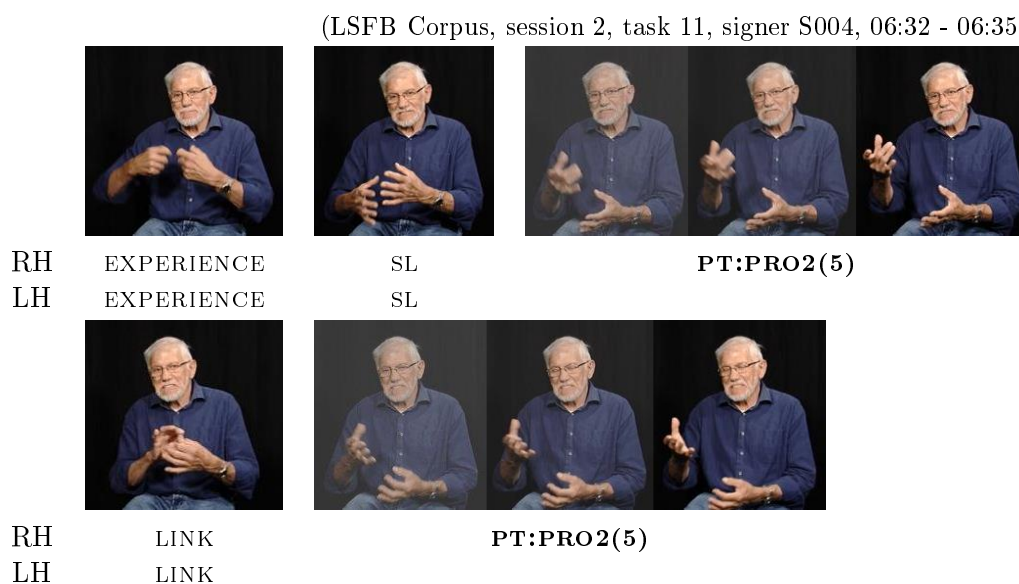 (LSFB Corpus, session 2, task 11, signer S004, 06:32 - 06:35
RH EXPERIENCE SL PT:PRO2(5)
LH EXPERIENCE SL
RH LINK PT:PRO2(5)
LH LINK